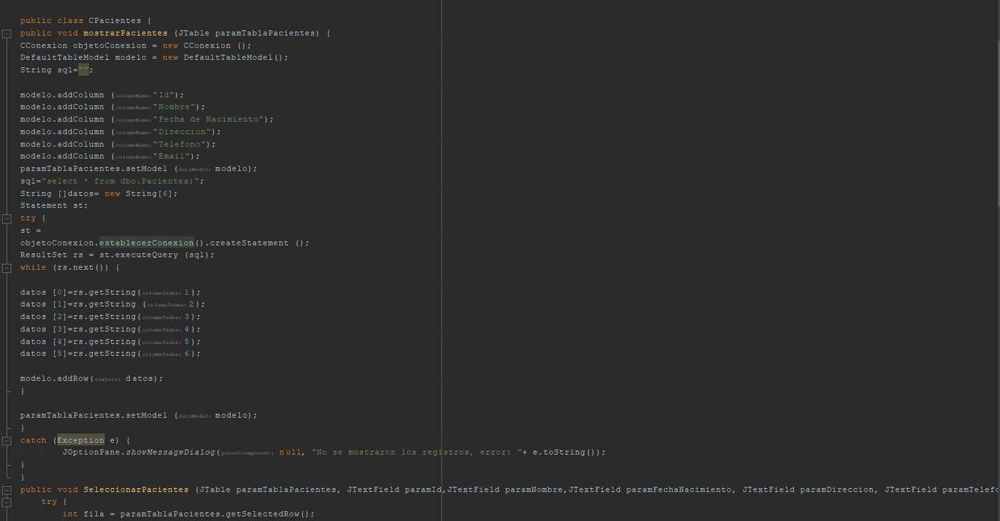 public class CPacientes {
public void mostrarPacientes (JTable paramTablaPacientes) {
CConexion objetoConexion = new CConexion ();
DefaultTableModel modelo = new DefaultTableModel();
String sql="";
modelo.addColumn (columnName:"Id");
modelo.addColumn (columnName:"Nombre");
modelo.addColumn (columnName:"Fecha de Nacimiento");
modelo.addColumn (columnName:"Direccion");
modelo.addColumn (columnName:"Telefono");
modelo.addColumn (columnName:"Email");
paramTablaPacientes.setModel (dataModel: modelo);
sql="select * from dbo.Pacientes;";
String []datos= new String[6];
Statement st;
try {
st =
objetoConexion.establecerConexion().createStatement ();
ResultSet rs = st.executeQuery (sql);
while (rs.next()) {
datos [0]=rs.getString(columnIndex: 1);
datos [1]=rs.getString (columnIndex: 2);
datos [2]=rs.getString(columnIndex: 3);
datos [3]=rs.getString(columnIndex: 4);
datos [4]=rs.getString(columnIndex: 5);
datos [5]=rs.getString(columnIndex: 6);
modelo.addRow(rowData: datos);
}
paramTablaPacientes.setModel (dataModel: modelo);
}
catch (Exception e) {
JOptionPane.showMessageDialog(parentComponent: null, "No se mostraron los registros, error: "+ e.toString());
}
}
public void SeleccionarPacientes (JTable paramTablaPacientes, JTextField paramId,JTextField paramNombre,JTextField paramFechaNacimiento, JTextField paramDireccion, JTextField paramTelefo
try {
int fila = paramTablaPacientes.getSelectedRow();